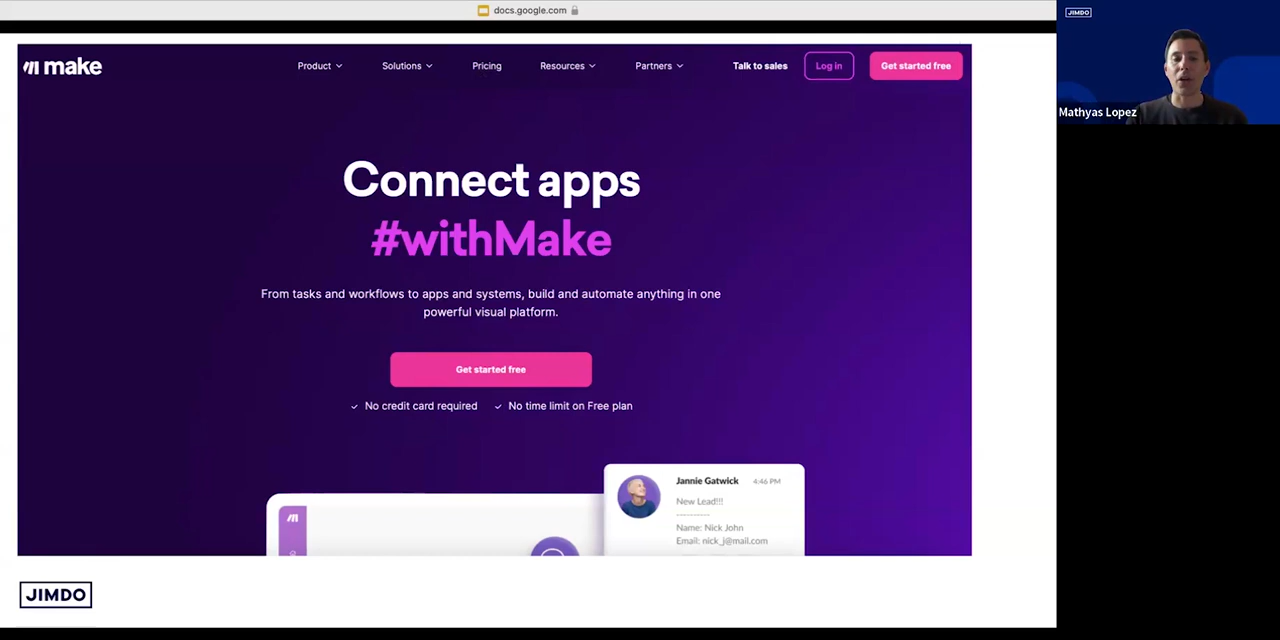 docs.google.com
make
Product
Solutions
Pricing
Resources
Partners
Talk to sales
Log in
Get started free
Connect apps
#withMake
From tasks and workflows to apps and systems, build and automate anything in one
powerful visual platform.
Get started free
No credit card required
No time limit on Free plan
Jannie Gatwick 4:46 PM
New Lead!!!
----------
Name: Nick John
Email: nick_j@mail.com
JIMDO
JIMDO
Mathyas Lopez